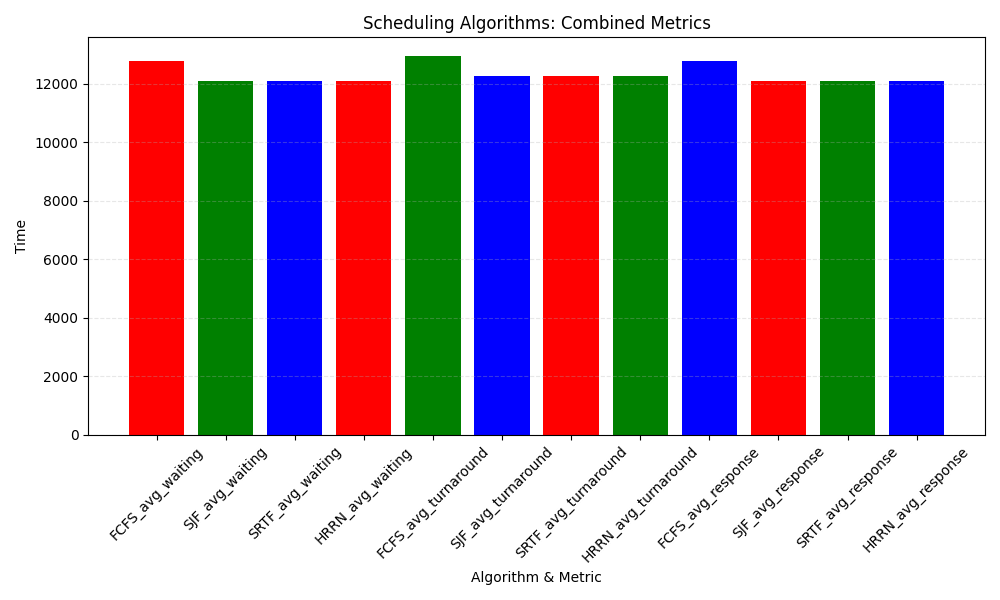 Scheduling Algorithms: Combined Metrics
Time
12000
10000
8000
6000
4000
2000
0
FCFS_avg_waiting
SJF_avg_waiting
SRTF_avg_waiting
HRRN_avg_waiting
FCFS_avg_turnaround
SJF_avg_turnaround
SRTF_avg_turnaround
HRRN_avg_turnaround
FCFS_avg_response
SJF_avg_response
SRTF_avg_response
HRRN_avg_response
Algorithm & Metric